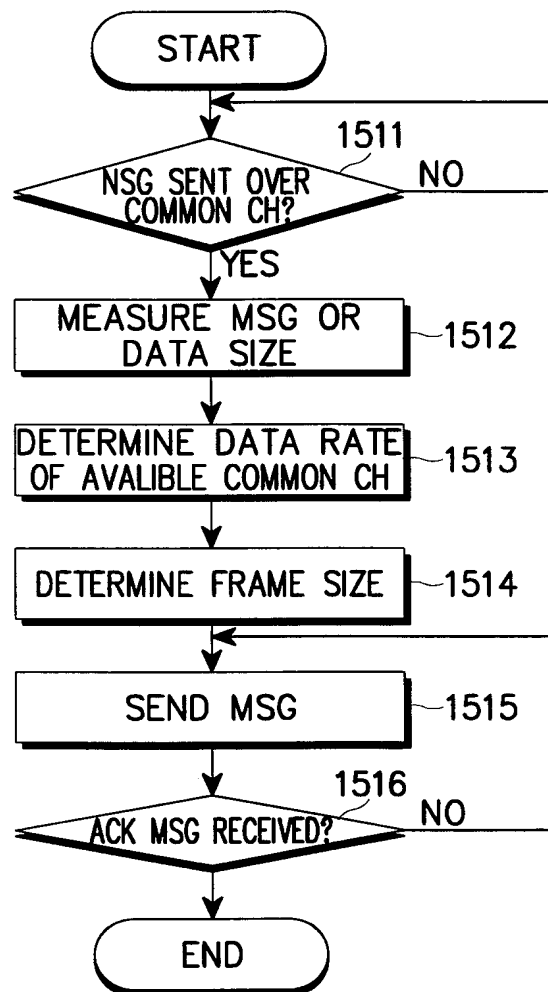 START
1511
NSG SENT OVER
COMMON CH?
NO
YES
MEASURE MSG OR
DATA SIZE
1512
DETERMINE DATA RATE
OF AVALIBLE COMMON CH
1513
DETERMINE FRAME SIZE
1514
SEND MSG
1515
1516
ACK MSG RECEIVED?
NO
END